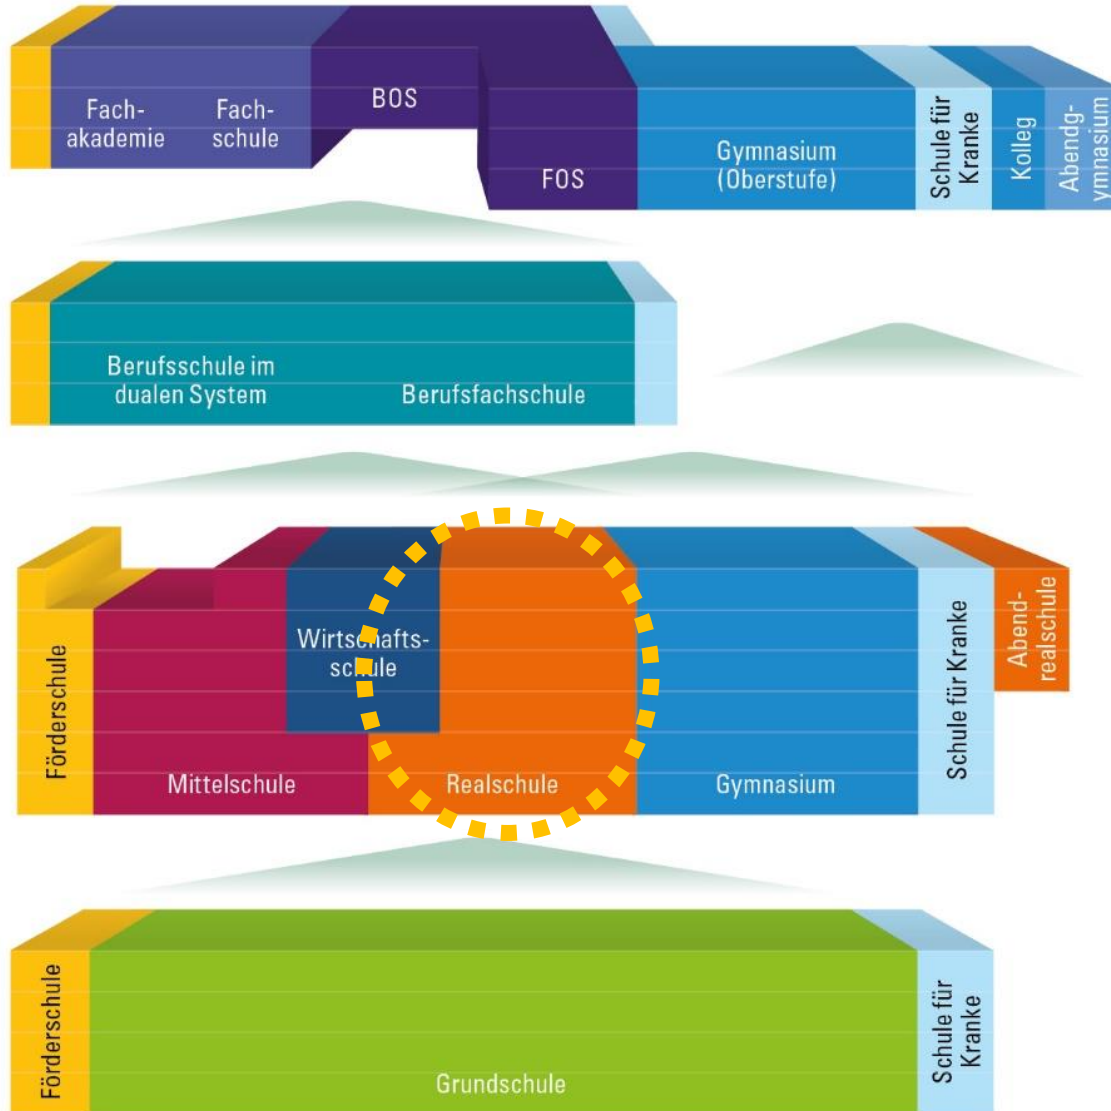 Fach-
akademie
Fach-
schule
BOS
FOS
Gymnasium
(Oberstufe)
Schule für
Kranke
Kolleg
Abendg-
ymnasium
Berufsschule im
dualen System
Berufsfachschule
Förderschule
Mittelschule
Wirtschafts-
schule
Realschule
Gymnasium
Schule für Kranke
Abend-
realschule
Förderschule
Grundschule
Schule für
Kranke